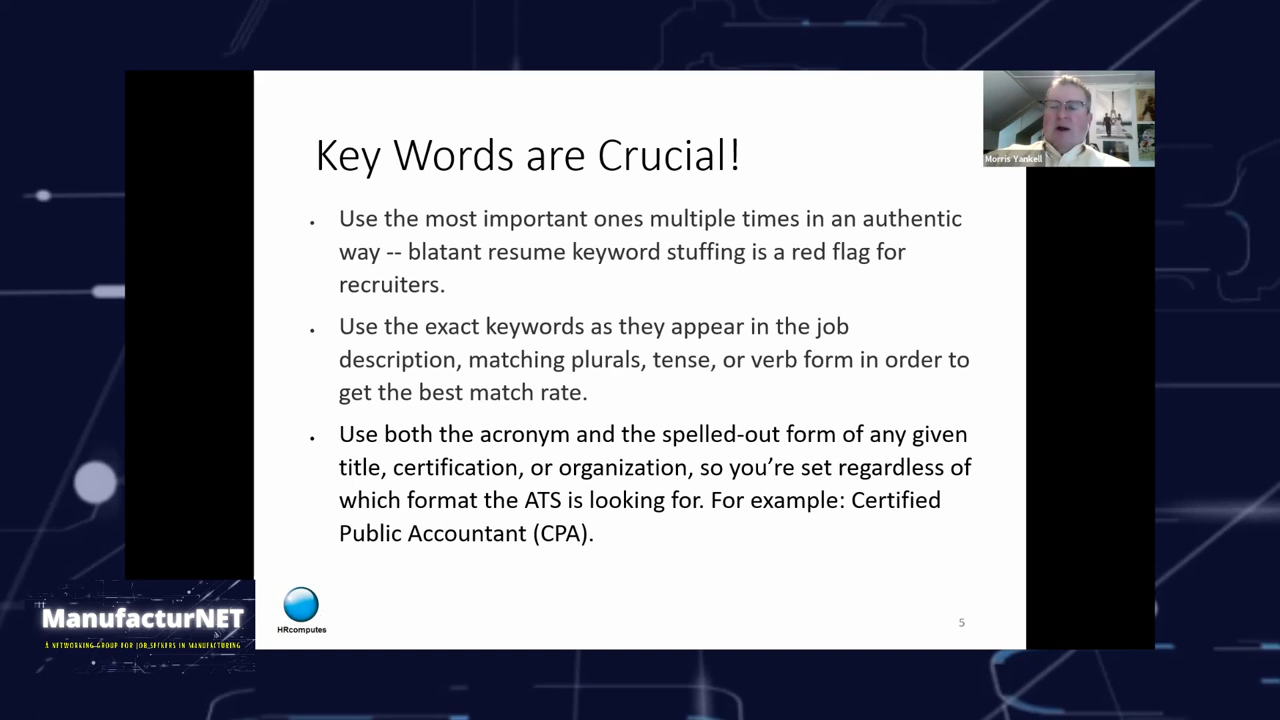 Key Words are Crucial!
Morris Yankell
• Use the most important ones multiple times in an authentic
way -- blatant resume keyword stuffing is a red flag for
recruiters.
• Use the exact keywords as they appear in the job
description, matching plurals, tense, or verb form in order to
get the best match rate.
• Use both the acronym and the spelled-out form of any given
title, certification, or organization, so you’re set regardless of
which format the ATS is looking for. For example: Certified
Public Accountant (CPA).
ManufacturNET
A NETWORKING GROUP FOR JOB SEEKERS IN MANUFACTURING
HRcomputes
5